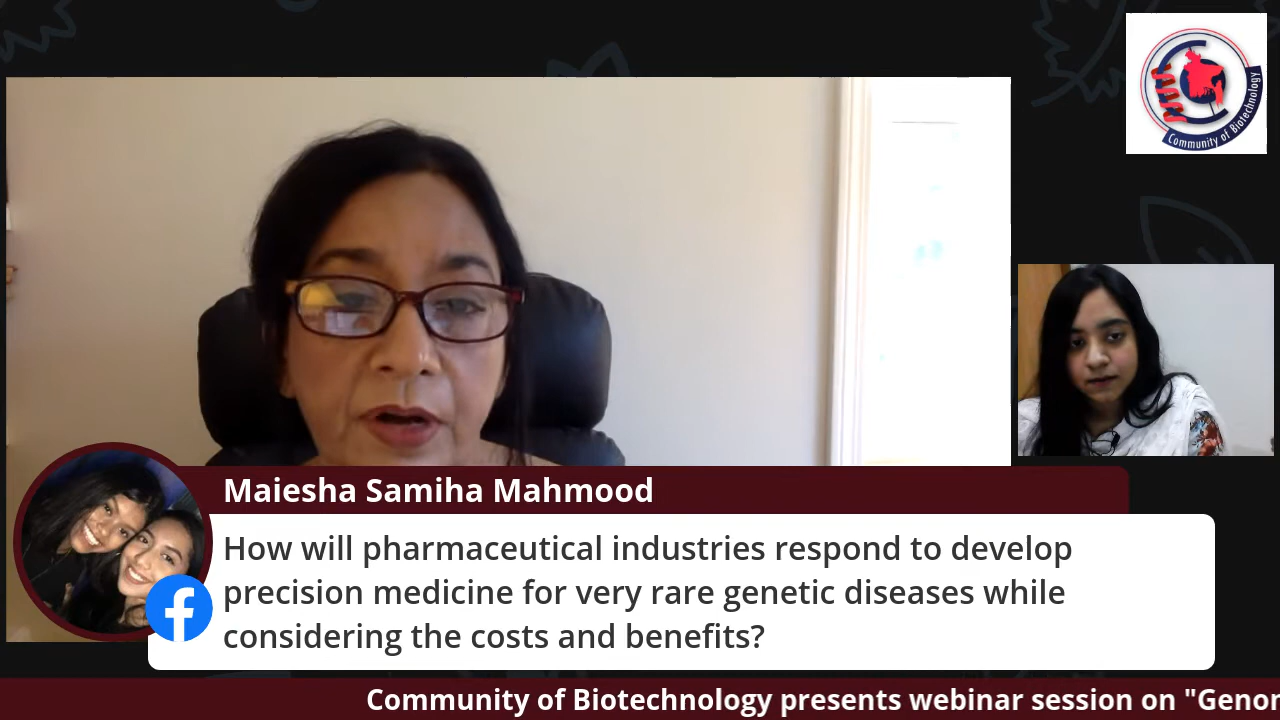 Community of Biotechnology
Maiesha Samiha Mahmood
How will pharmaceutical industries respond to develop
precision medicine for very rare genetic diseases while
considering the costs and benefits?
Community of Biotechnology presents webinar session on "Genor